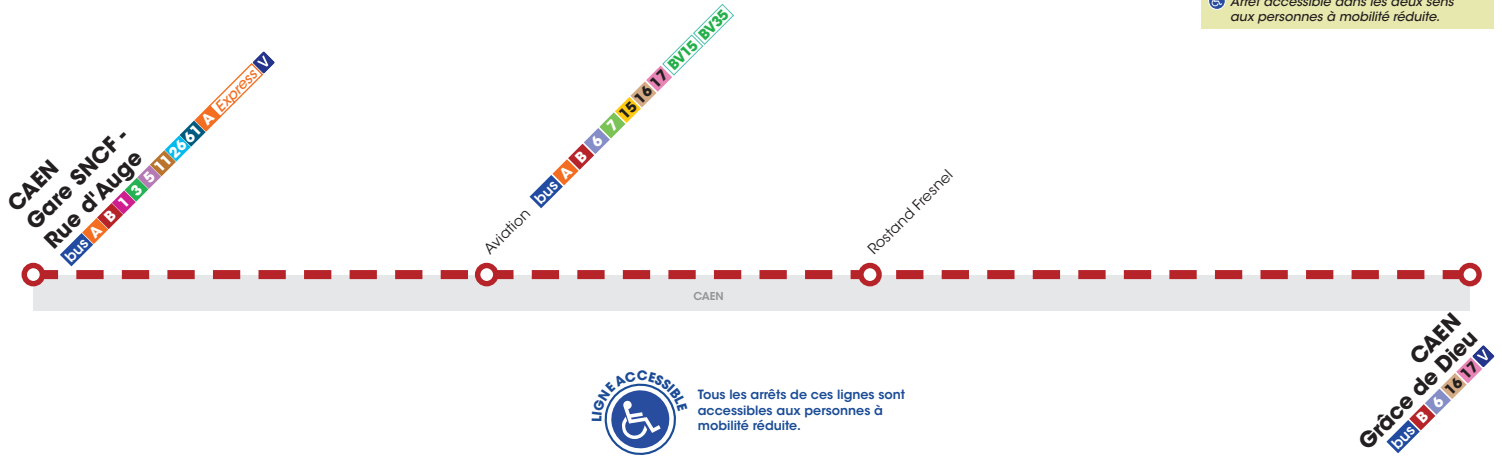 Arrêt accessible dans les deux sens
aux personnes à mobilité réduite.
CAEN
Gare SNCF -
Rue d'Auge
bus A B 1 3 5 11 26 61 A Express V
Aviation bus A B 6 7 15 16 17 BV15 BV35
Rostand Fresnel
CAEN
CAEN
Grâce de Dieu
bus B 6 16 17 V
LIGNE ACCESSIBLE
Tous les arrêts de ces lignes sont
accessibles aux personnes à
mobilité réduite.